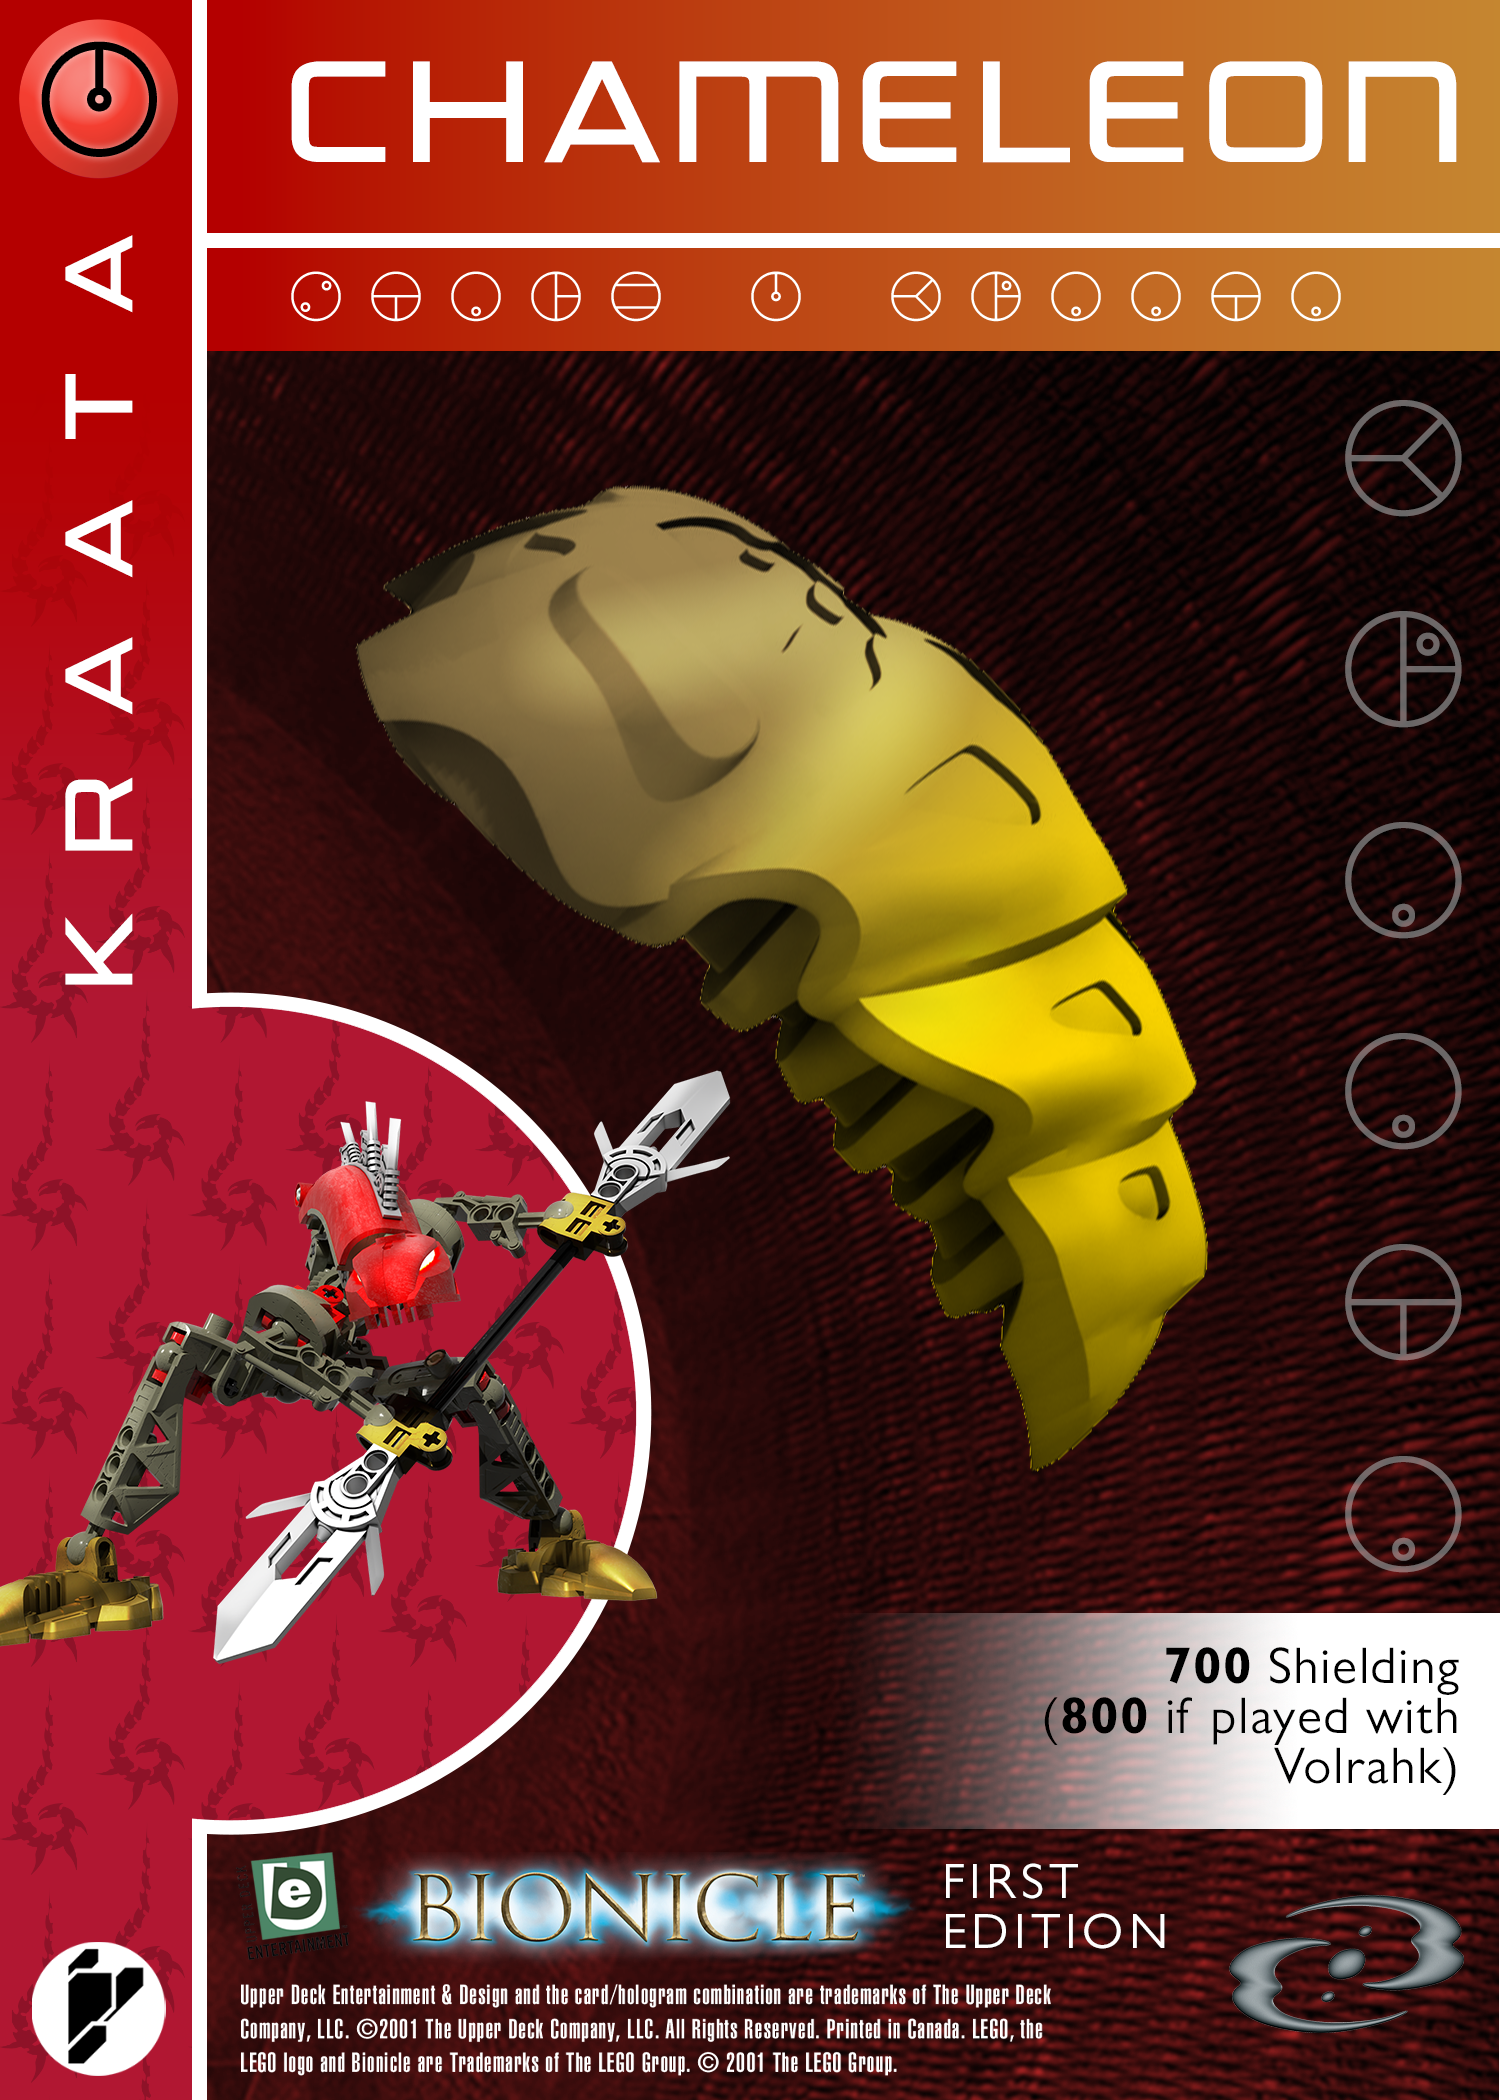 CHAMELEON
KRAATA
700 Shielding
(800 if played with
Volrahk)
e
ENTERTAINMENT
BIONICLE
FIRST
EDITION
Upper Deck Entertainment & Design and the card/hologram combination are trademarks of The Upper Deck
Company, LLC. ©2001 The Upper Deck Company, LLC. All Rights Reserved. Printed in Canada. LEGO, the
LEGO logo and Bionicle are Trademarks of The LEGO Group. © 2001 The LEGO Group.